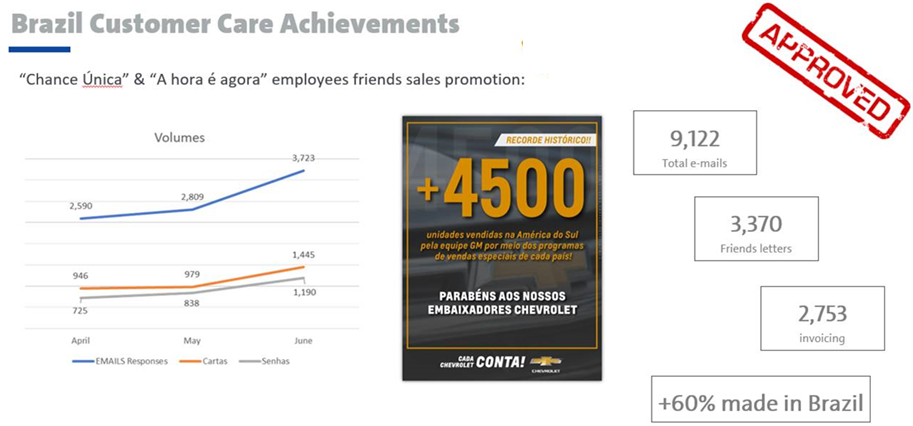 Brazil Customer Care Achievements
“Chance Única” & “A hora é agora” employees friends sales promotion:
APPROVED
Volumes
3,723
2,809
2,590
1,445
946
979
1,190
838
725
April May June
EMAILS Responses Cartas Senhas
RECORDE HISTÓRICO!!
+4500
unidades vendidas na América do Sul
pela equipe GM por meio dos programas
de vendas especiais de cada país!
PARABÉNS AOS NOSSOS
EMBAIXADORES CHEVROLET
CADA
CHEVROLET CONTA!
CHEVROLET
9,122
Total e-mails
3,370
Friends letters
2,753
invoicing
+60% made in Brazil